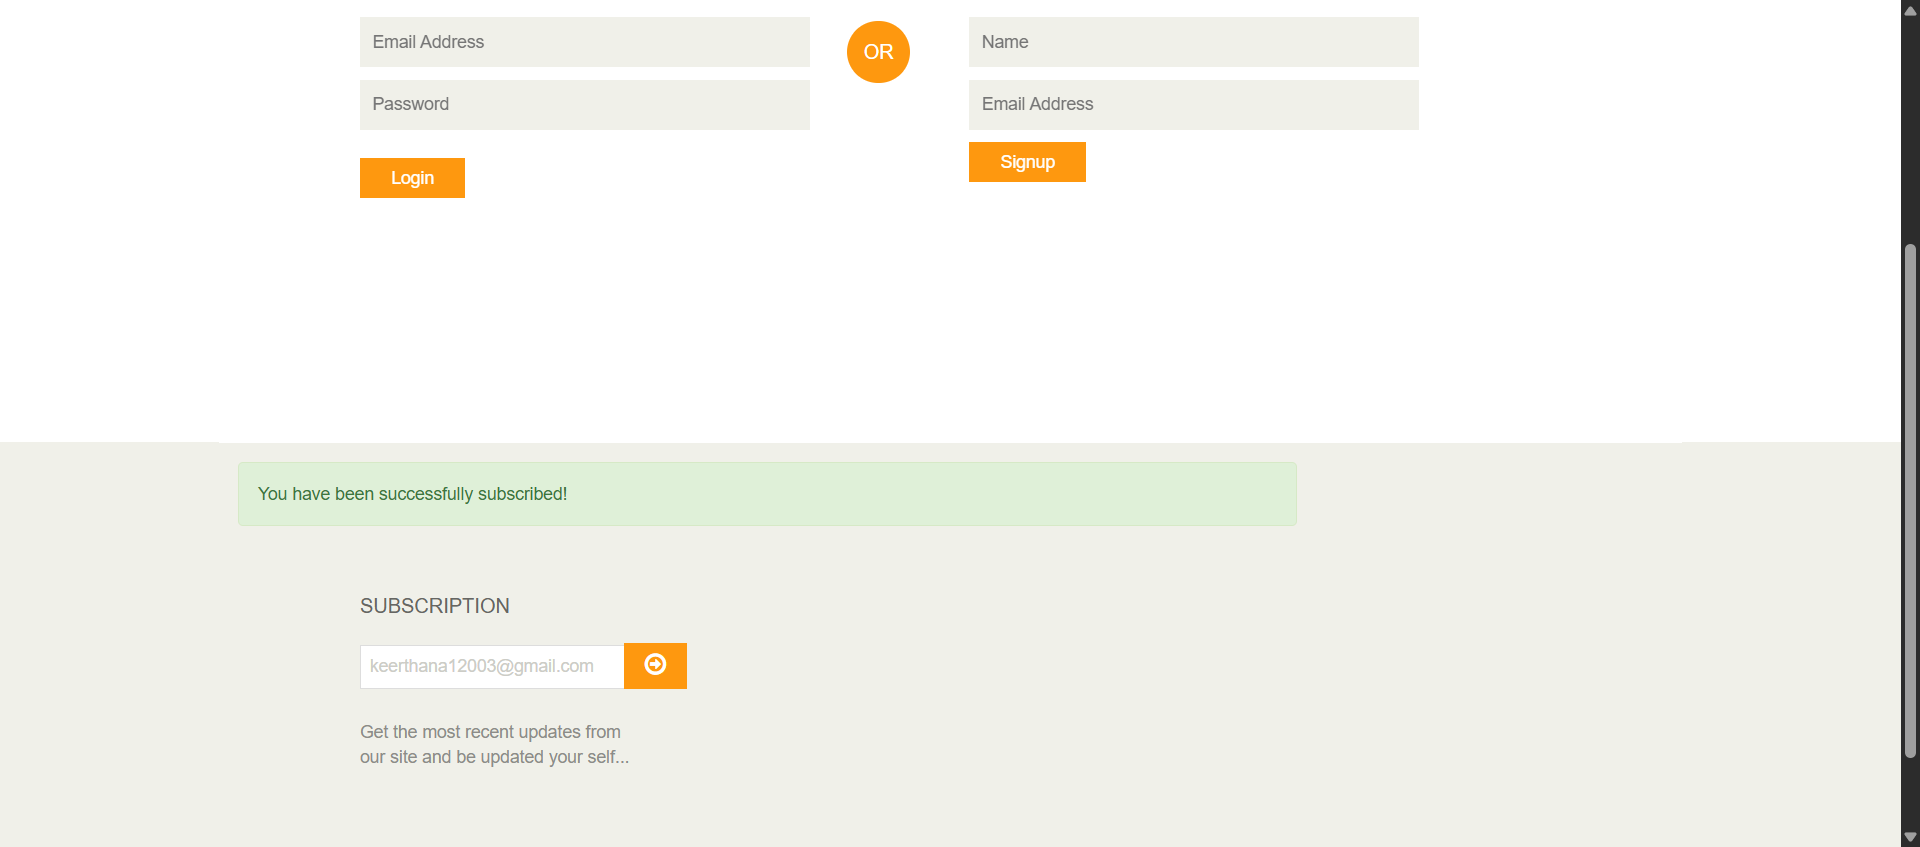 Email Address
Password
Login
OR
Name
Email Address
Signup
You have been successfully subscribed!
SUBSCRIPTION
keerthana12003@gmail.com
Get the most recent updates from
our site and be updated your self...